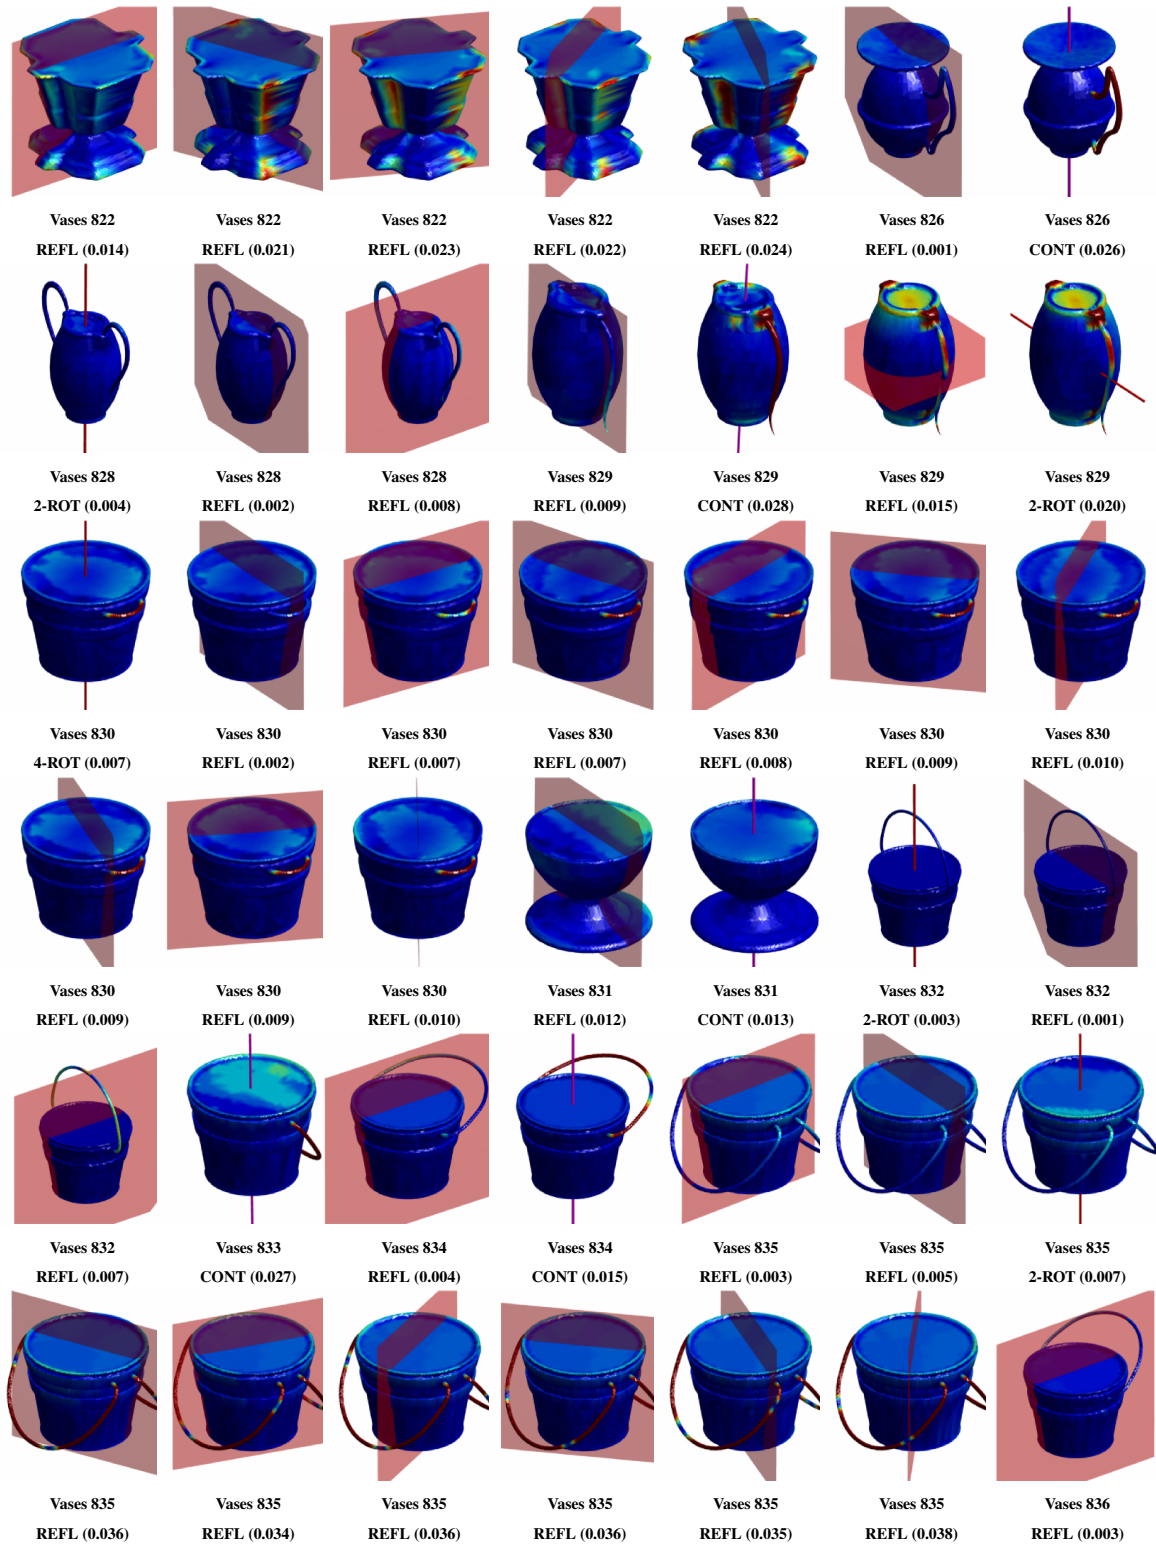 Vases 822 Vases 822 Vases 822 Vases 822 Vases 822 Vases 826 Vases 826
REFL (0.014) REFL (0.021) REFL (0.023) REFL (0.022) REFL (0.024) REFL (0.001) CONT (0.026)
Vases 828 Vases 828 Vases 828 Vases 829 Vases 829 Vases 829 Vases 829
2-ROT (0.004) REFL (0.002) REFL (0.008) REFL (0.009) CONT (0.028) REFL (0.015) 2-ROT (0.020)
Vases 830 Vases 830 Vases 830 Vases 830 Vases 830 Vases 830 Vases 830
4-ROT (0.007) REFL (0.002) REFL (0.007) REFL (0.007) REFL (0.008) REFL (0.009) REFL (0.010)
Vases 830 Vases 830 Vases 830 Vases 831 Vases 831 Vases 832 Vases 832
REFL (0.009) REFL (0.009) REFL (0.010) REFL (0.012) CONT (0.013) 2-ROT (0.003) REFL (0.001)
Vases 832 Vases 833 Vases 834 Vases 834 Vases 835 Vases 835 Vases 835
REFL (0.007) CONT (0.027) REFL (0.004) CONT (0.015) REFL (0.003) REFL (0.005) 2-ROT (0.007)
Vases 835 Vases 835 Vases 835 Vases 835 Vases 835 Vases 835 Vases 836
REFL (0.036) REFL (0.034) REFL (0.036) REFL (0.036) REFL (0.035) REFL (0.038) REFL (0.003)